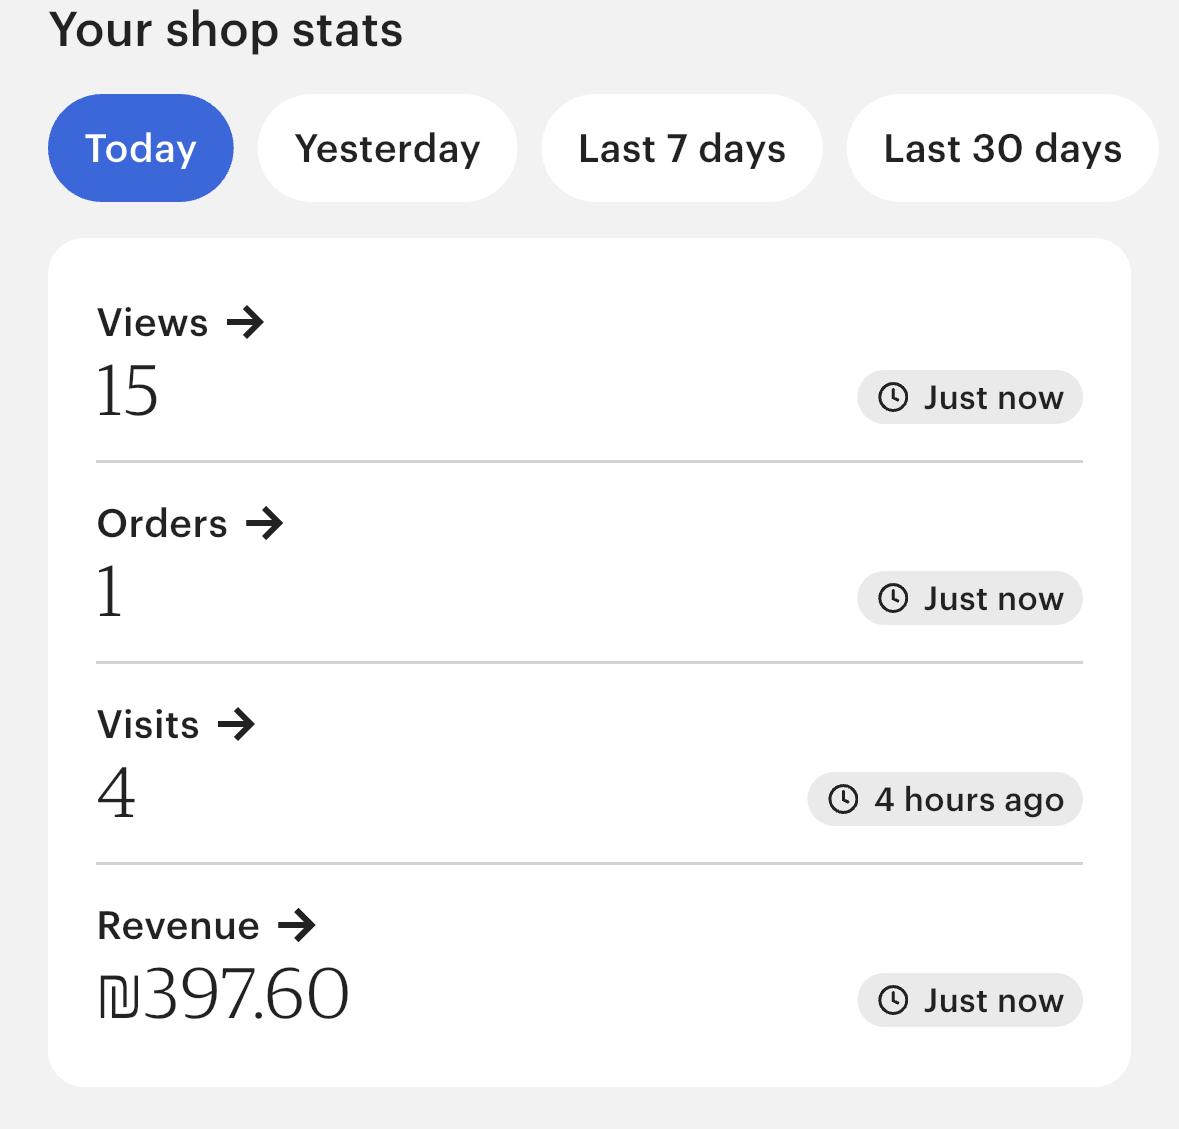 Your shop stats
Today Yesterday Last 7 days Last 30 days
Views →
15 Just now
Orders →
1 Just now
Visits →
4 4 hours ago
Revenue →
₪397.60 Just now